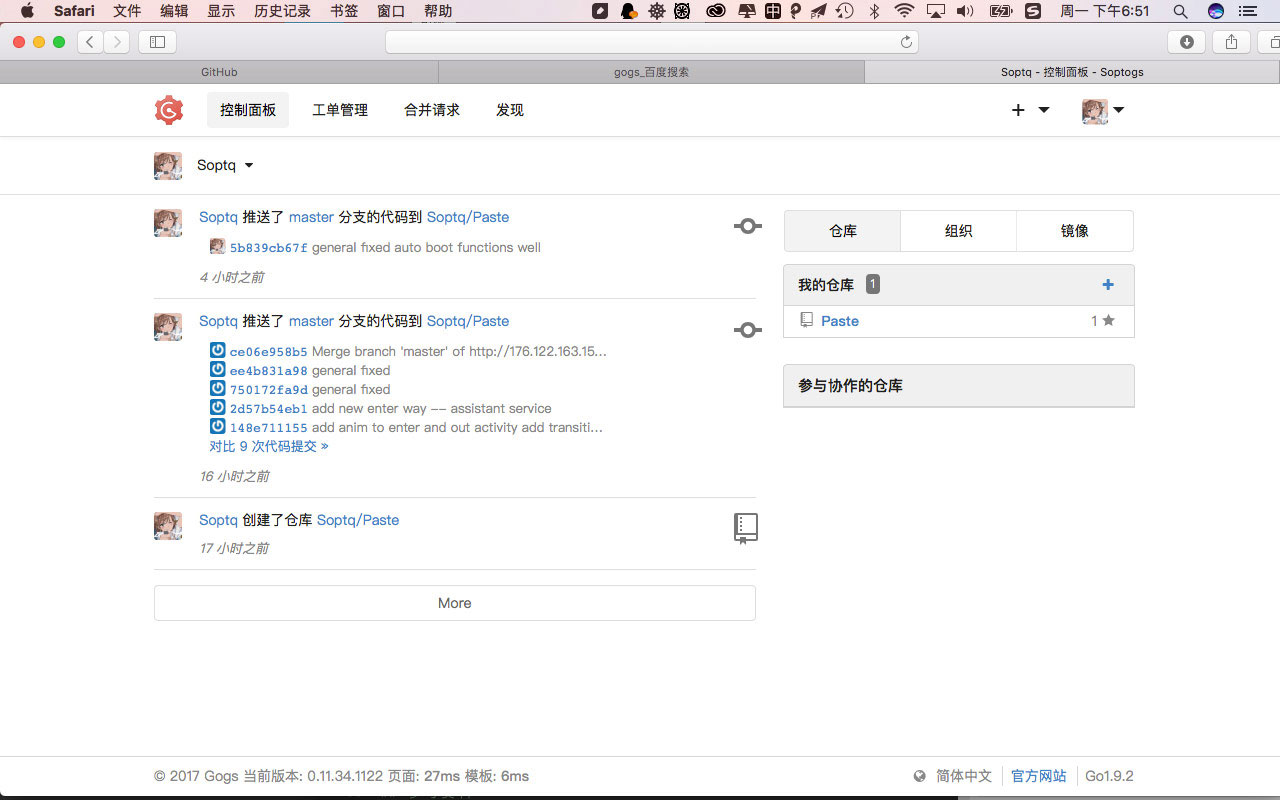 Safari 文件 编辑 显示 历史记录 书签 窗口 帮助 周一 下午6:51
GitHub gogs_百度搜索 Soptq - 控制面板 - Soptogs
控制面板 工单管理 合并请求 发现
Soptq
Soptq 推送了 master 分支的代码到 Soptq/Paste
5b839cb67f general fixed auto boot functions well
4 小时之前
Soptq 推送了 master 分支的代码到 Soptq/Paste
ce06e958b5 Merge branch 'master' of http://176.122.163.15...
ee4b831a98 general fixed
750172fa9d general fixed
2d57b54eb1 add new enter way -- assistant service
148e711155 add anim to enter and out activity add transiti...
对比 9 次代码提交 »
16 小时之前
Soptq 创建了仓库 Soptq/Paste
17 小时之前
More
仓库 组织 镜像
我的仓库 1
Paste 1
参与协作的仓库
© 2017 Gogs 当前版本: 0.11.34.1122 页面: 27ms 模板: 6ms
简体中文 官方网站 Go1.9.2